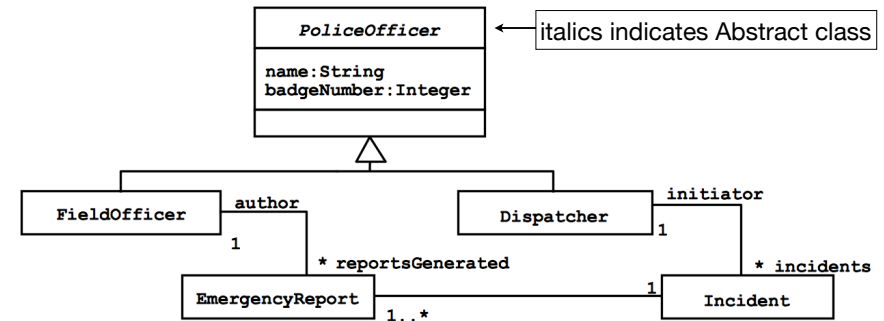 PoliceOfficer
italics indicates Abstract class
name:String
badgeNumber:Integer
FieldOfficer
author
1
Dispatcher
initiator
1
* reportsGenerated
* incidents
EmergencyReport
1..*
1
Incident